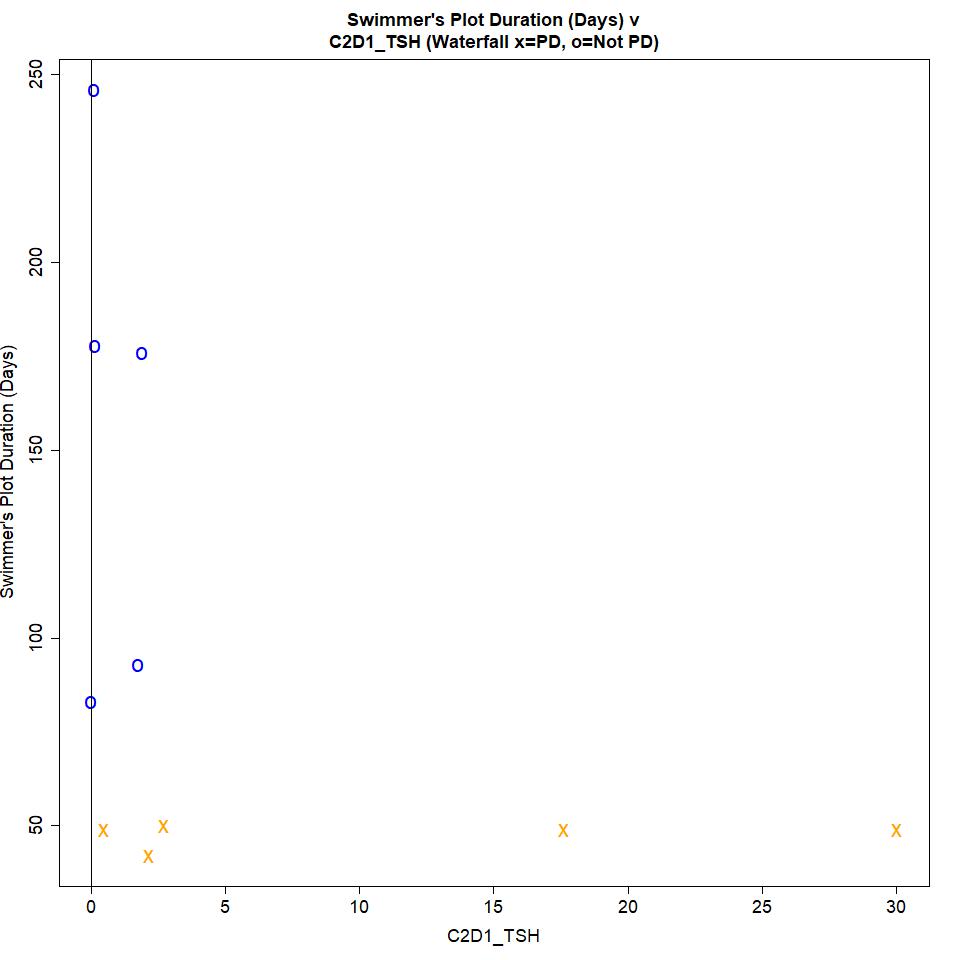 Swimmer's Plot Duration (Days) v
C2D1_TSH (Waterfall x=PD, o=Not PD)
250
200
150
100
50
Swimmer's Plot Duration (Days)
O
O
O
O
O
X
X
X
X
X
0 5 10 15 20 25 30
C2D1_TSH